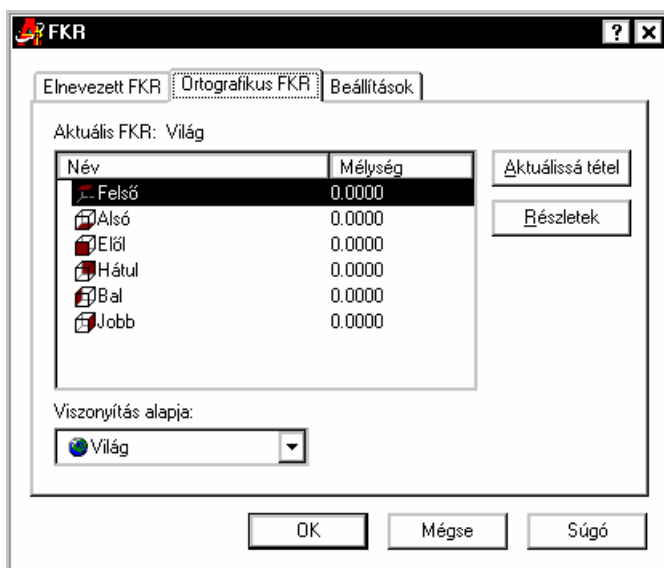 FKR
Elnevezett FKR Ortografikus FKR Beállítások
Aktuális FKR: Világ
Név Mélység
Felső 0.0000
Alsó 0.0000
Elől 0.0000
Hátul 0.0000
Bal 0.0000
Jobb 0.0000
Aktuálissá tétel
Részletek
Viszonyítás alapja:
Világ
OK Mégse Súgó